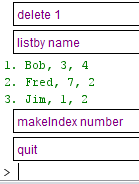 delete 1
listby name
1. Bob, 3, 4
2. Fred, 7, 2
3. Jim, 1, 2
makeIndex number
quit
>